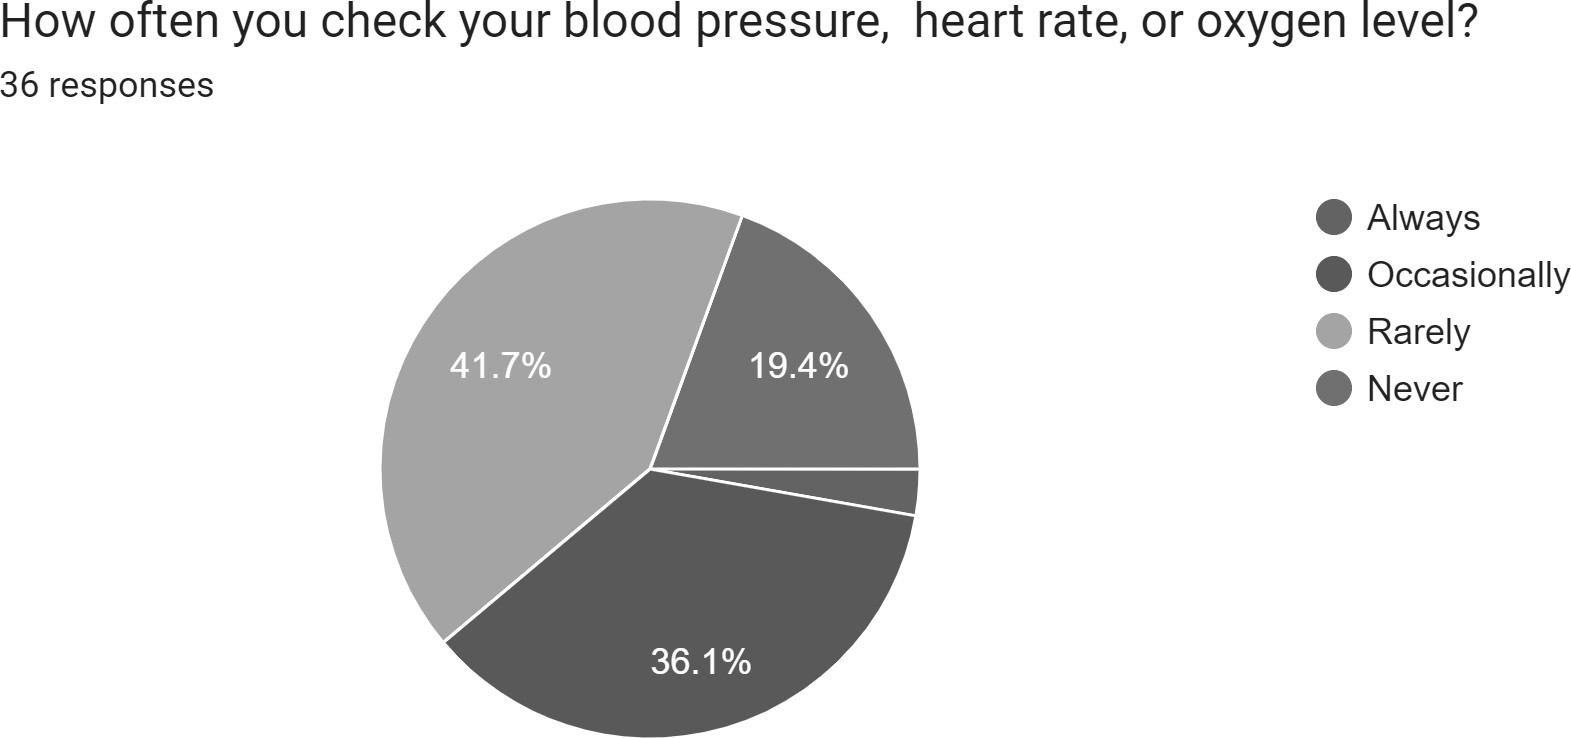 How often you check your blood pressure,  heart rate, or oxygen level?
36 responses
Always
Occasionally
Rarely
Never
41.7%
19.4%
36.1%